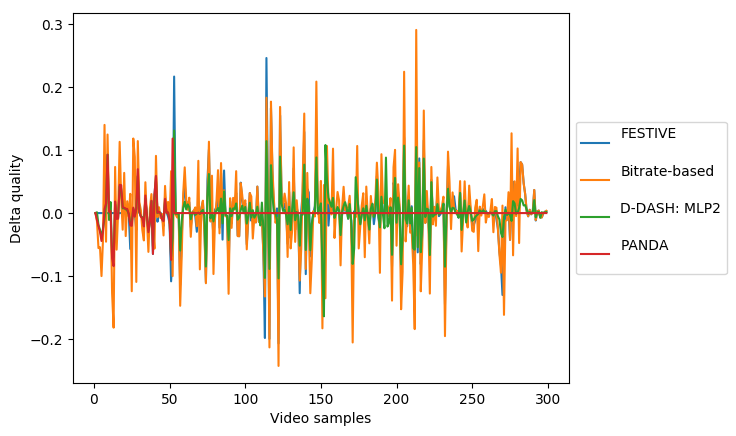 0.3
0.2
0.1
0.0
−0.1
−0.2
Delta quality
0
50
100
150
200
250
300
Video samples
FESTIVE
Bitrate-based
D-DASH: MLP2
PANDA